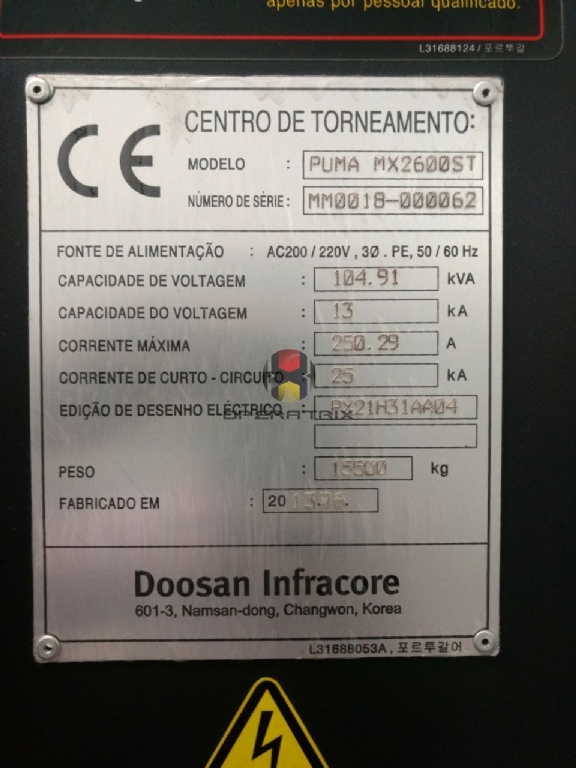 apenas por pessoal qualificado.
L31688124 / 포르투갈
CE CENTRO DE TORNEAMENTO:
MODELO : PUMA MX2600ST
NÚMERO DE SÉRIE : MM0018-000062
FONTE DE ALIMENTAÇÃO : AC200 / 220V , 3Ø . PE, 50 / 60 Hz
CAPACIDADE DE VOLTAGEM : 104.91 kVA
CAPACIDADE DO VOLTAGEM : 13 kA
CORRENTE MÁXIMA : 250.29 A
CORRENTE DE CURTO - CIRCUITO : 25 kA
EDIÇÃO DE DESENHO ELÉCTRICO : PX21H31AA04
OPERATRIX
PESO : 15500 kg
FABRICADO EM : 20 13.06.
Doosan Infracore
601-3, Namsan-dong, Changwon, Korea
L31688053A , 포르투갈어